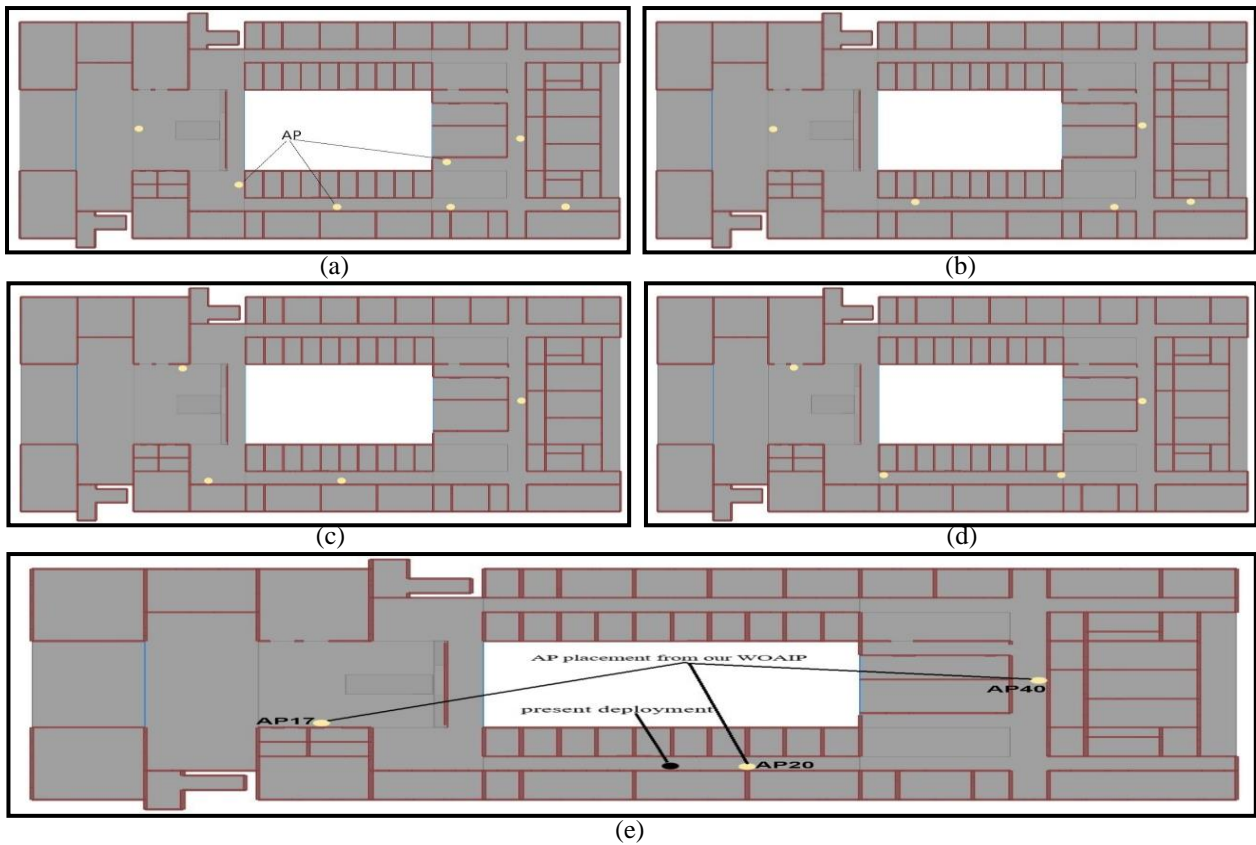 AP
(a)
(b)
(c)
(d)
AP placement from our WOAIP
AP40
AP17
present deployment
AP20
(e)